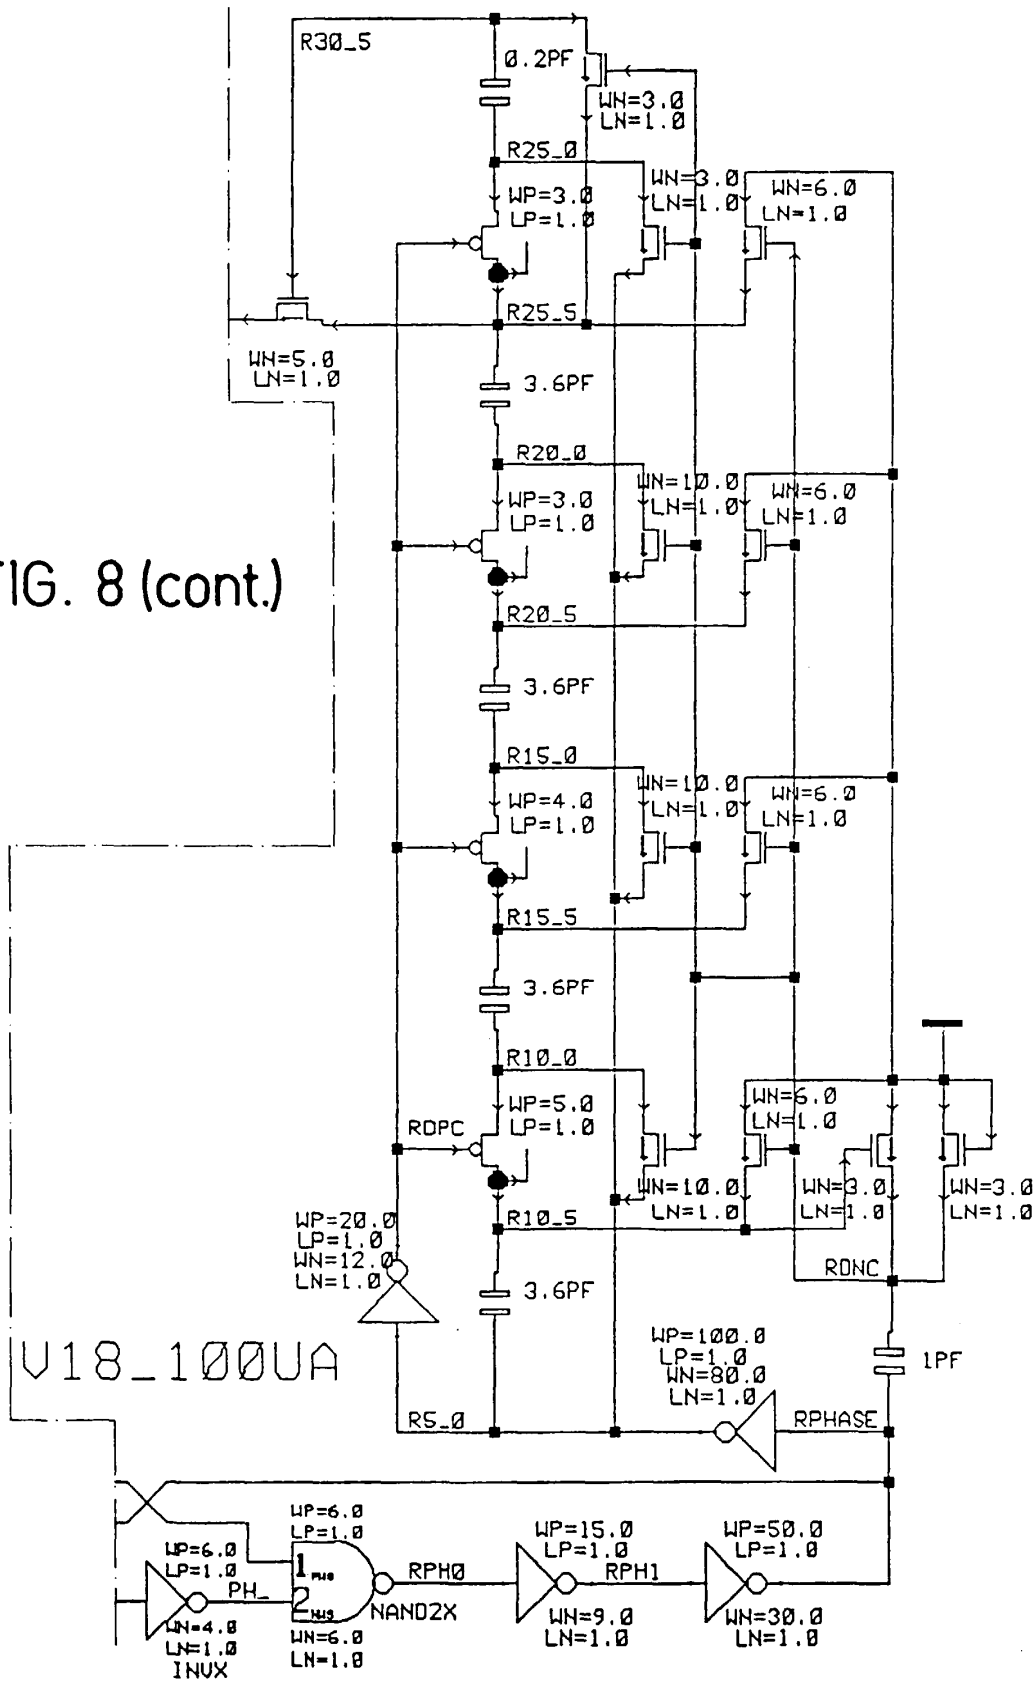 R30_5
0.2PF
WN=3.0
LN=1.0
R25_0
WP=3.0
LP=1.0
WN=3.0
LN=1.0
WN=6.0
LN=1.0
R25_5
WN=5.0
LN=1.0
3.6PF
R20_0
WP=3.0
LP=1.0
WN=10.0
LN=1.0
WN=6.0
LN=1.0
FIG. 8 (cont.)
R20_5
3.6PF
R15_0
WP=4.0
LP=1.0
WN=10.0
LN=1.0
WN=6.0
LN=1.0
R15_5
3.6PF
R10_0
WP=5.0
LP=1.0
RDPC
WN=6.0
LN=1.0
WN=10.0
LN=1.0
WN=3.0
LN=1.0
WN=3.0
LN=1.0
R10_5
WP=20.0
LP=1.0
WN=12.0
LN=1.0
RDNC
3.6PF
V18_100UA
WP=100.0
LP=1.0
WN=80.0
LN=1.0
1PF
R5_0
RPHASE
WP=6.0
LP=1.0
WP=6.0
LP=1.0
1
2
PH_
WN=4.0
LN=1.0
INVX
WN=6.0
LN=1.0
NAND2X
RPH0
WP=15.0
LP=1.0
RPH1
WN=9.0
LN=1.0
WP=50.0
LP=1.0
WN=30.0
LN=1.0